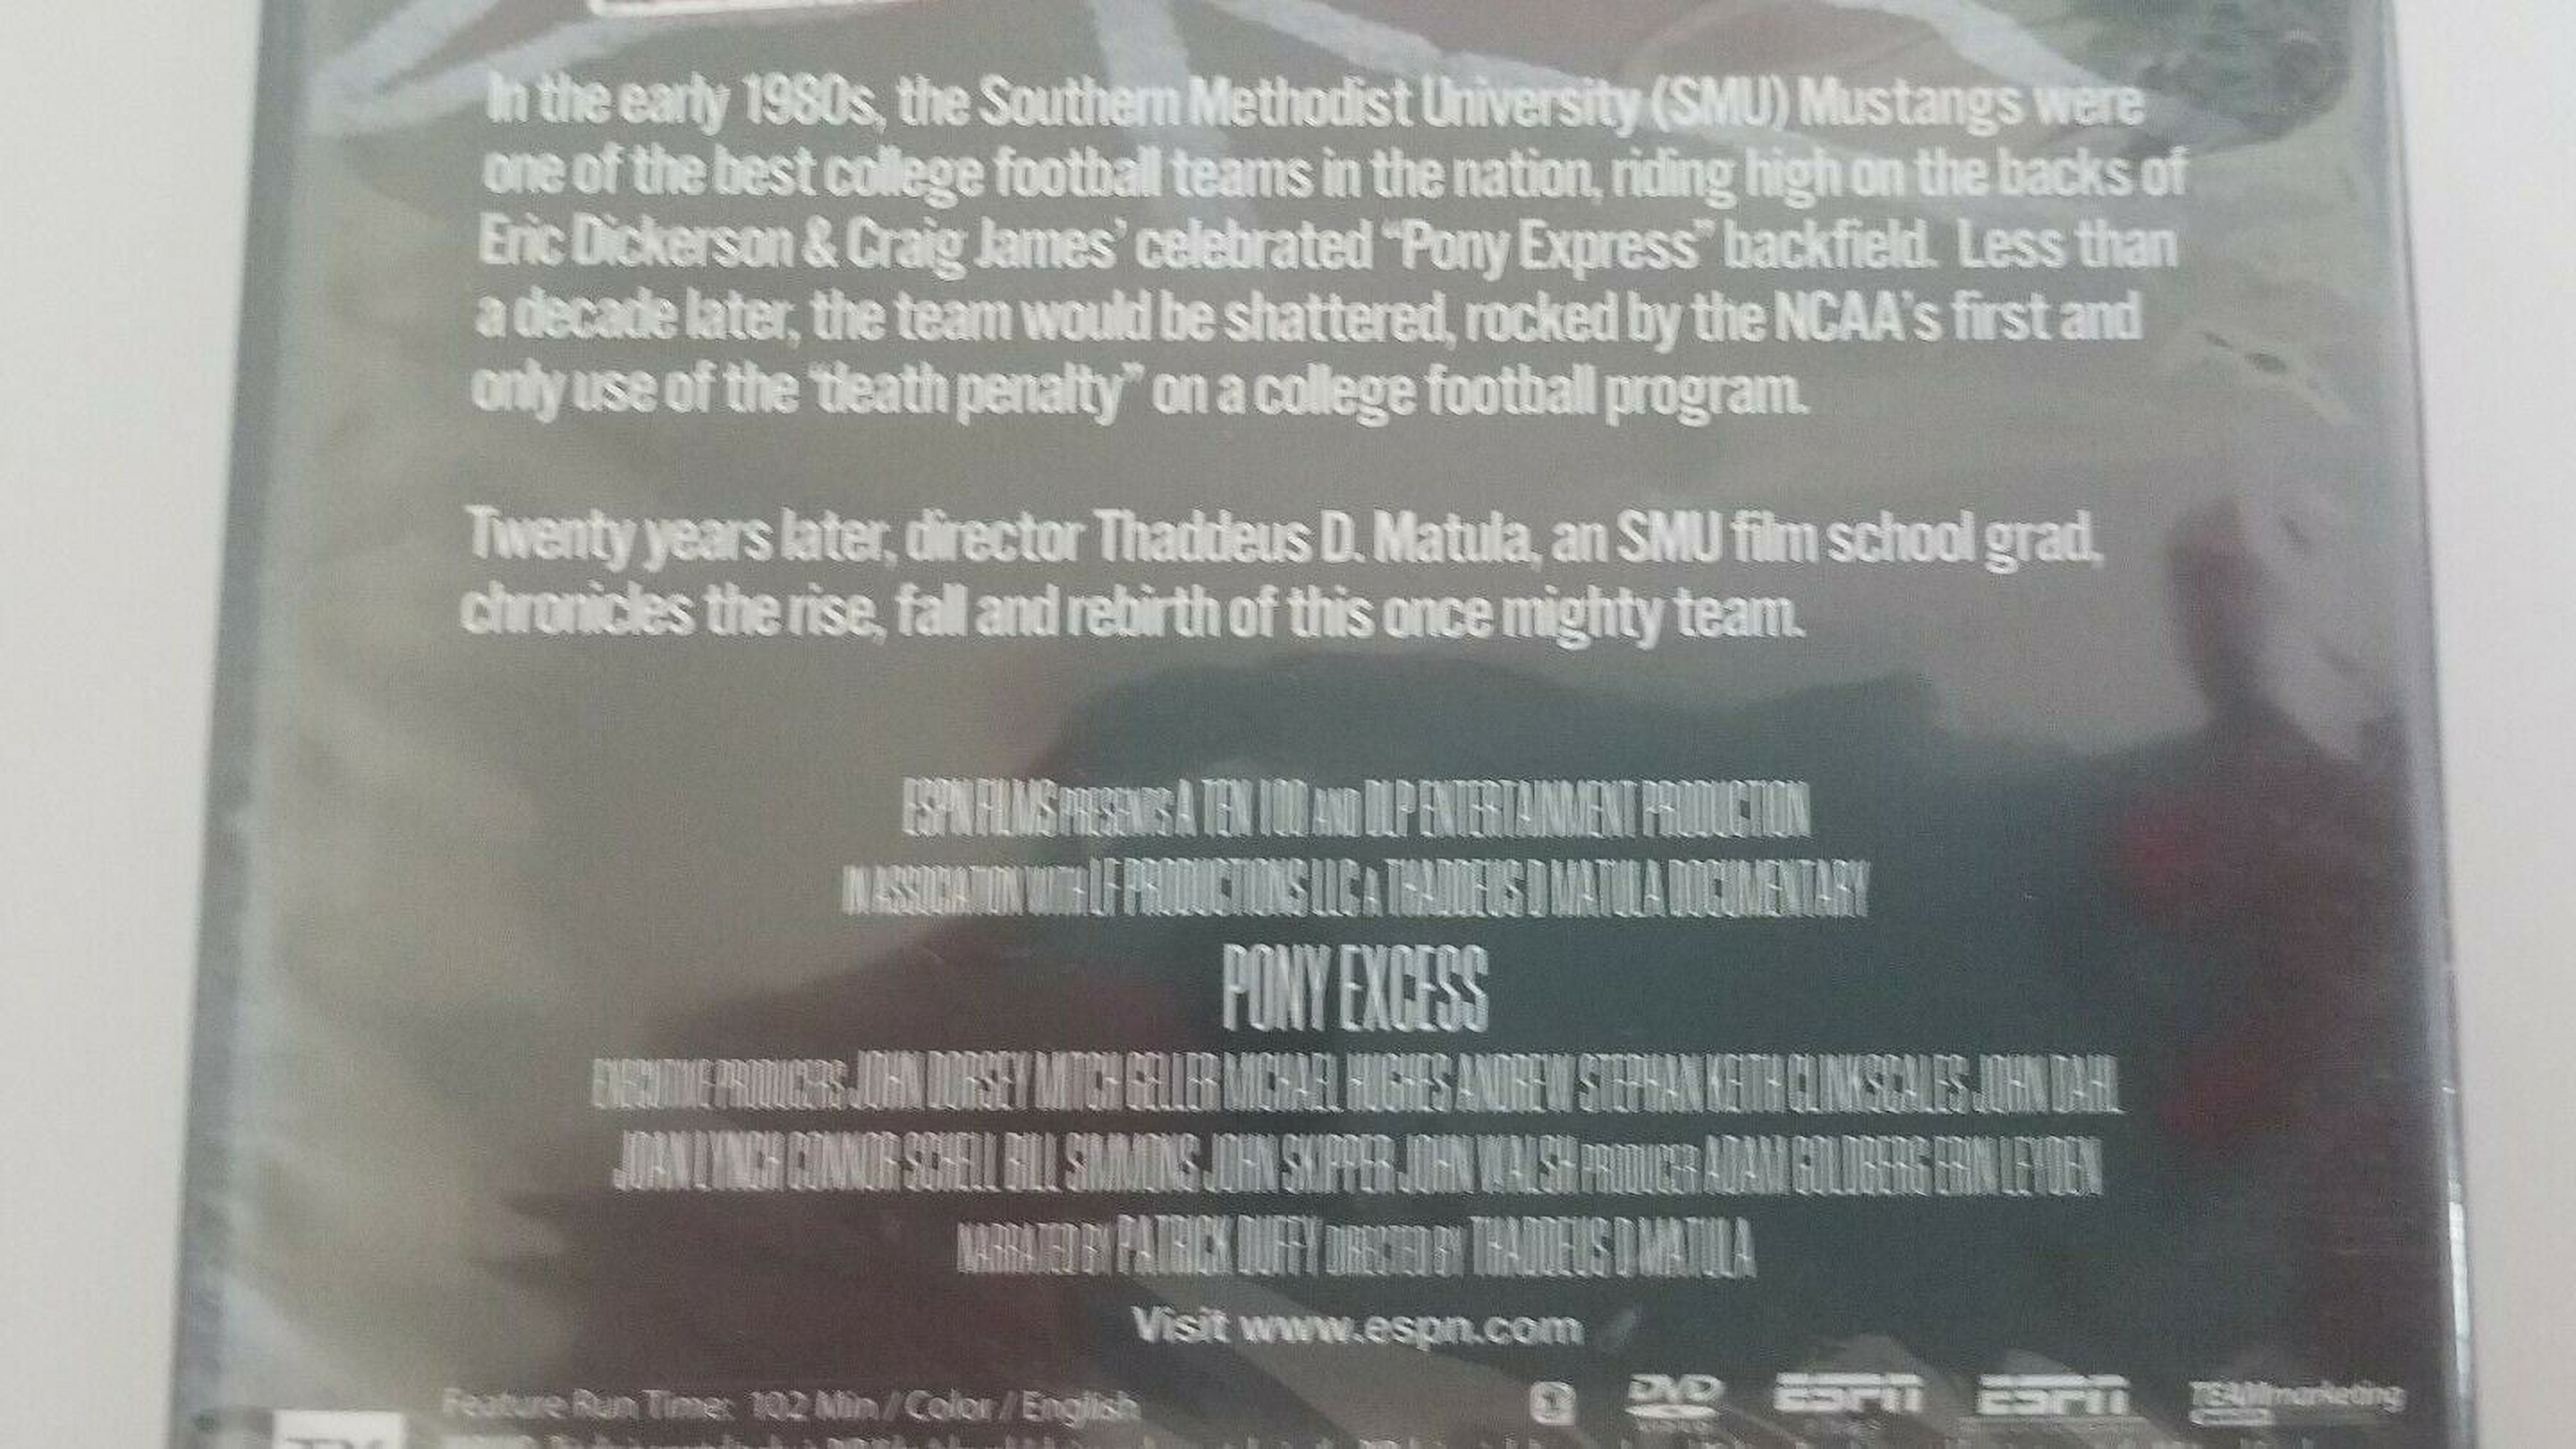 In the early 1980s, the Southern Methodist University (SMU) Mustangs were
one of the best college football teams in the nation, riding high on the backs of
Eric Dickerson & Craig James' celebrated "Pony Express" backfield. Less than
a decade later, the team would be shattered, rocked by the NCAA's first and
only use of the "death penalty" on a college football program.
Twenty years later, director Thaddeus D. Matula, an SMU film school grad,
chronicles the rise, fall and rebirth of this once mighty team.
ESPN FILMS PRESENTS A TEN 100 AND DLP ENTERTAINMENT PRODUCTION
IN ASSOCIATION WITH LF PRODUCTIONS LLC A THADDEUS D MATULA DOCUMENTARY
PONY EXCESS
EXECUTIVE PRODUCERS JOHN DORSEY MITCH GELLER MICHAEL HUGHES ANDREW STEPHAN KEITH CLINKSCALES JOHN DAHL
JOAN LYNCH CONNOR SCHELL BILL SIMMONS JOHN SKIPPER JOHN WALSH PRODUCER ADAM GOLDBERG ERIN LEYDEN
NARRATED BY PATRICK DUFFY DIRECTED BY THADDEUS D MATULA
Visit www.espn.com
Feature Run Time: 102 Min / Color / English
DVD
ESPN
ESPN
TEAMmarketing